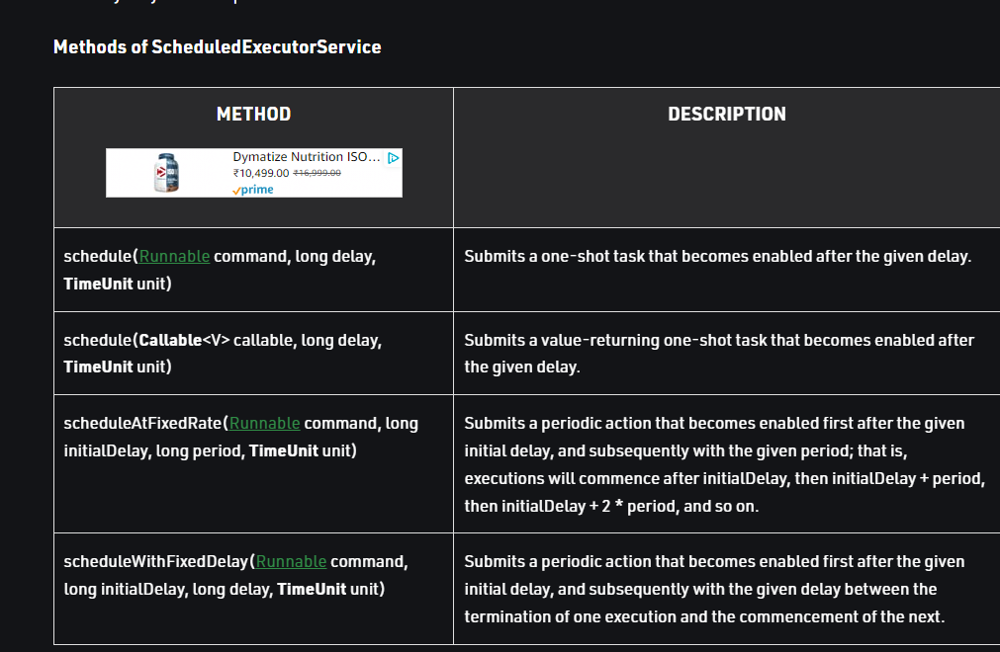 Methods of ScheduledExecutorService
METHOD
DESCRIPTION
Dymatize Nutrition ISO...
₹10,499.00 ₹16,999.00
prime
schedule(Runnable command, long delay,
TimeUnit unit)
Submits a one-shot task that becomes enabled after the given delay.
schedule(Callable<V> callable, long delay,
TimeUnit unit)
Submits a value-returning one-shot task that becomes enabled after
the given delay.
scheduleAtFixedRate(Runnable command, long
initialDelay, long period, TimeUnit unit)
Submits a periodic action that becomes enabled first after the given
initial delay, and subsequently with the given period; that is,
executions will commence after initialDelay, then initialDelay + period,
then initialDelay + 2 * period, and so on.
scheduleWithFixedDelay(Runnable command,
long initialDelay, long delay, TimeUnit unit)
Submits a periodic action that becomes enabled first after the given
initial delay, and subsequently with the given delay between the
termination of one execution and the commencement of the next.